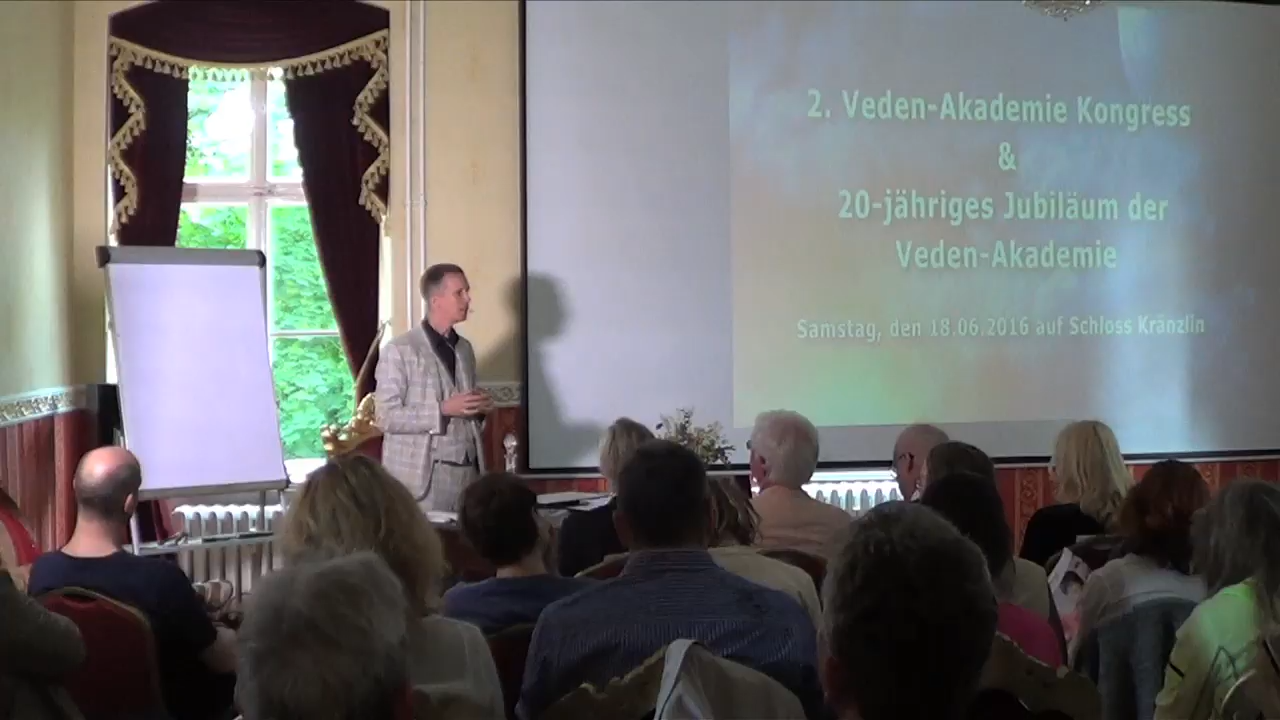 2. Veden-Akademie Kongress
&
20-jähriges Jubiläum der
Veden-Akademie
Samstag, den 18.06.2016 auf Schloss Kränzlin